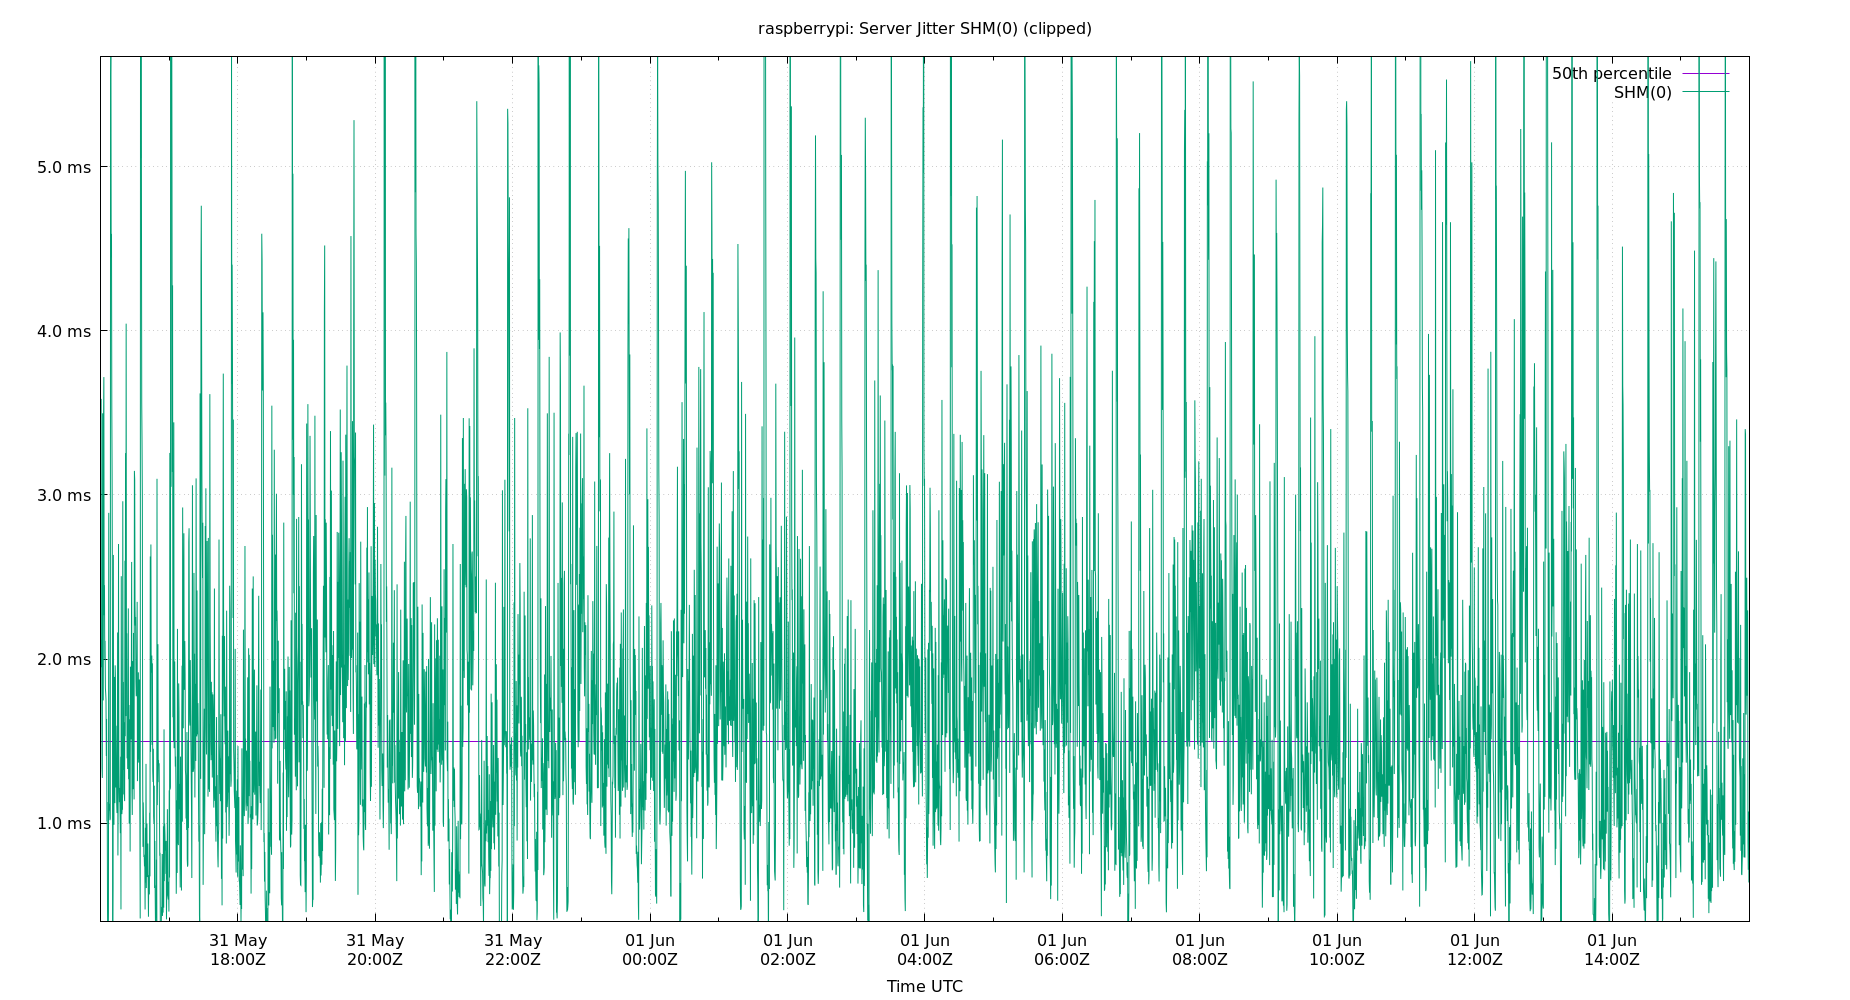 raspberrypi: Server Jitter SHM(0) (clipped)
50th percentile
SHM(0)
5.0 ms
4.0 ms
3.0 ms
2.0 ms
1.0 ms
31 May 31 May 31 May 01 Jun 01 Jun 01 Jun 01 Jun 01 Jun 01 Jun 01 Jun 01 Jun
18:00Z 20:00Z 22:00Z 00:00Z 02:00Z 04:00Z 06:00Z 08:00Z 10:00Z 12:00Z 14:00Z
Time UTC